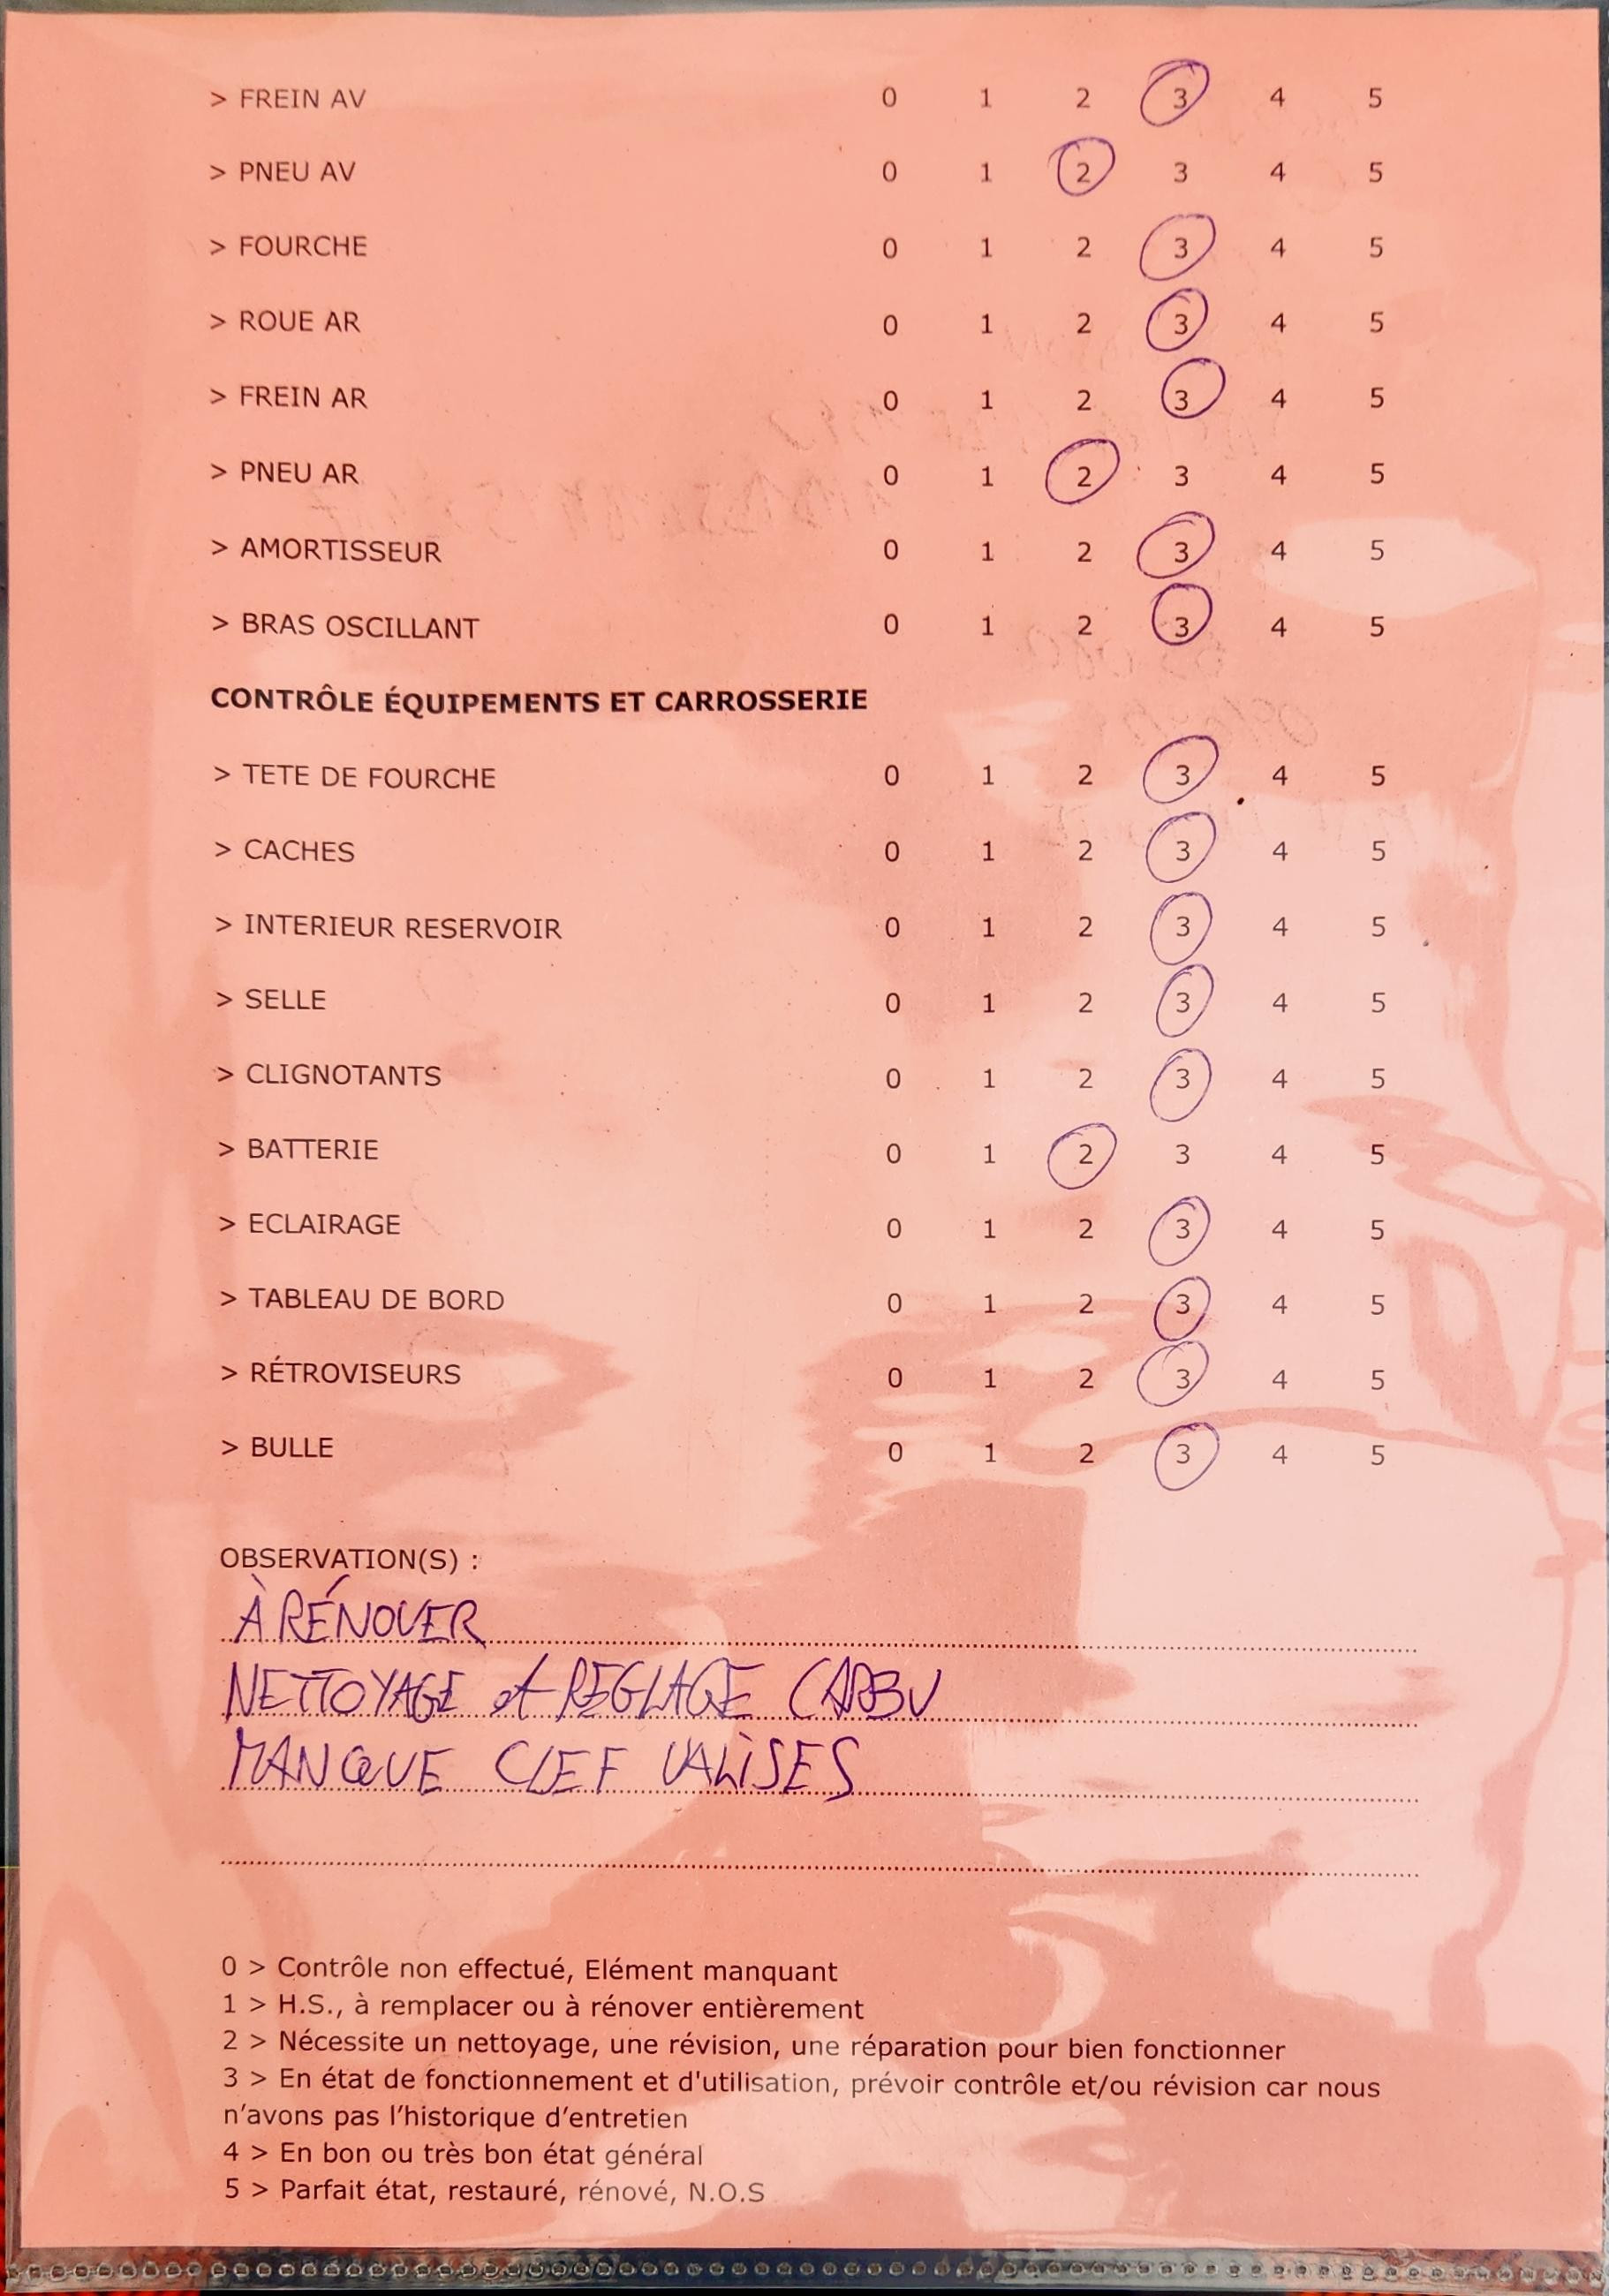 > FREIN AV 0 1 2 3 4 5
> PNEU AV 0 1 2 3 4 5
> FOURCHE 0 1 2 3 4 5
> ROUE AR 0 1 2 3 4 5
> FREIN AR 0 1 2 3 4 5
> PNEU AR 0 1 2 3 4 5
> AMORTISSEUR 0 1 2 3 4 5
> BRAS OSCILLANT 0 1 2 3 4 5
CONTRÔLE ÉQUIPEMENTS ET CARROSSERIE
> TETE DE FOURCHE 0 1 2 3 4 5
> CACHES 0 1 2 3 4 5
> INTERIEUR RESERVOIR 0 1 2 3 4 5
> SELLE 0 1 2 3 4 5
> CLIGNOTANTS 0 1 2 3 4 5
> BATTERIE 0 1 2 3 4 5
> ECLAIRAGE 0 1 2 3 4 5
> TABLEAU DE BORD 0 1 2 3 4 5
> RÉTROVISEURS 0 1 2 3 4 5
> BULLE 0 1 2 3 4 5
OBSERVATION(S) :
À RÉNOVER
NETTOYAGE et REGLAGE CARBU
MANQUE CLEF VALISES
0 > Contrôle non effectué, Elément manquant
1 > H.S., à remplacer ou à rénover entièrement
2 > Nécessite un nettoyage, une révision, une réparation pour bien fonctionner
3 > En état de fonctionnement et d'utilisation, prévoir contrôle et/ou révision car nous
n'avons pas l'historique d'entretien
4 > En bon ou très bon état général
5 > Parfait état, restauré, rénové, N.O.S